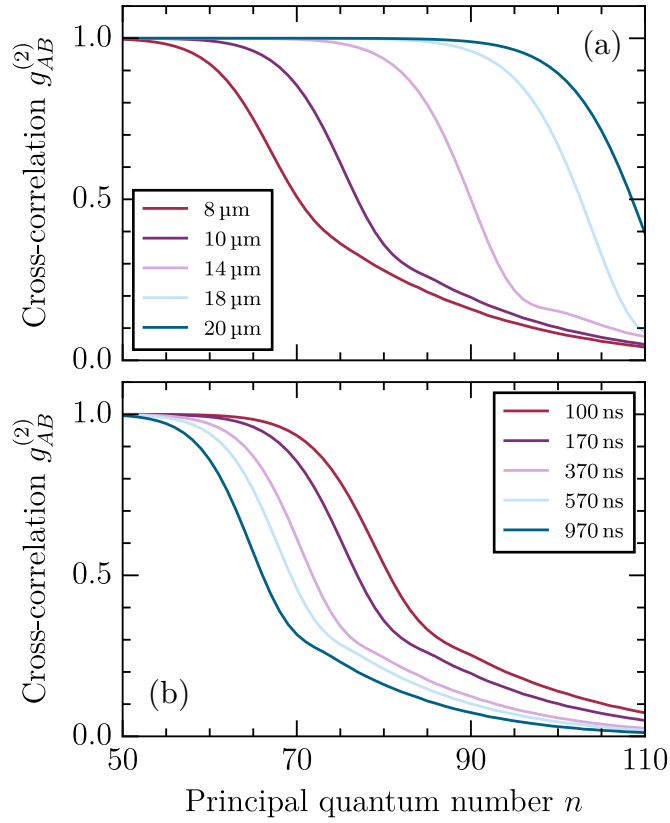 Cross-correlation $g_{AB}^{(2)}$
1.0
0.5
0.0
(a)
8 µm
10 µm
14 µm
18 µm
20 µm
Cross-correlation $g_{AB}^{(2)}$
1.0
0.5
0.0
(b)
100 ns
170 ns
370 ns
570 ns
970 ns
50 70 90 110
Principal quantum number n